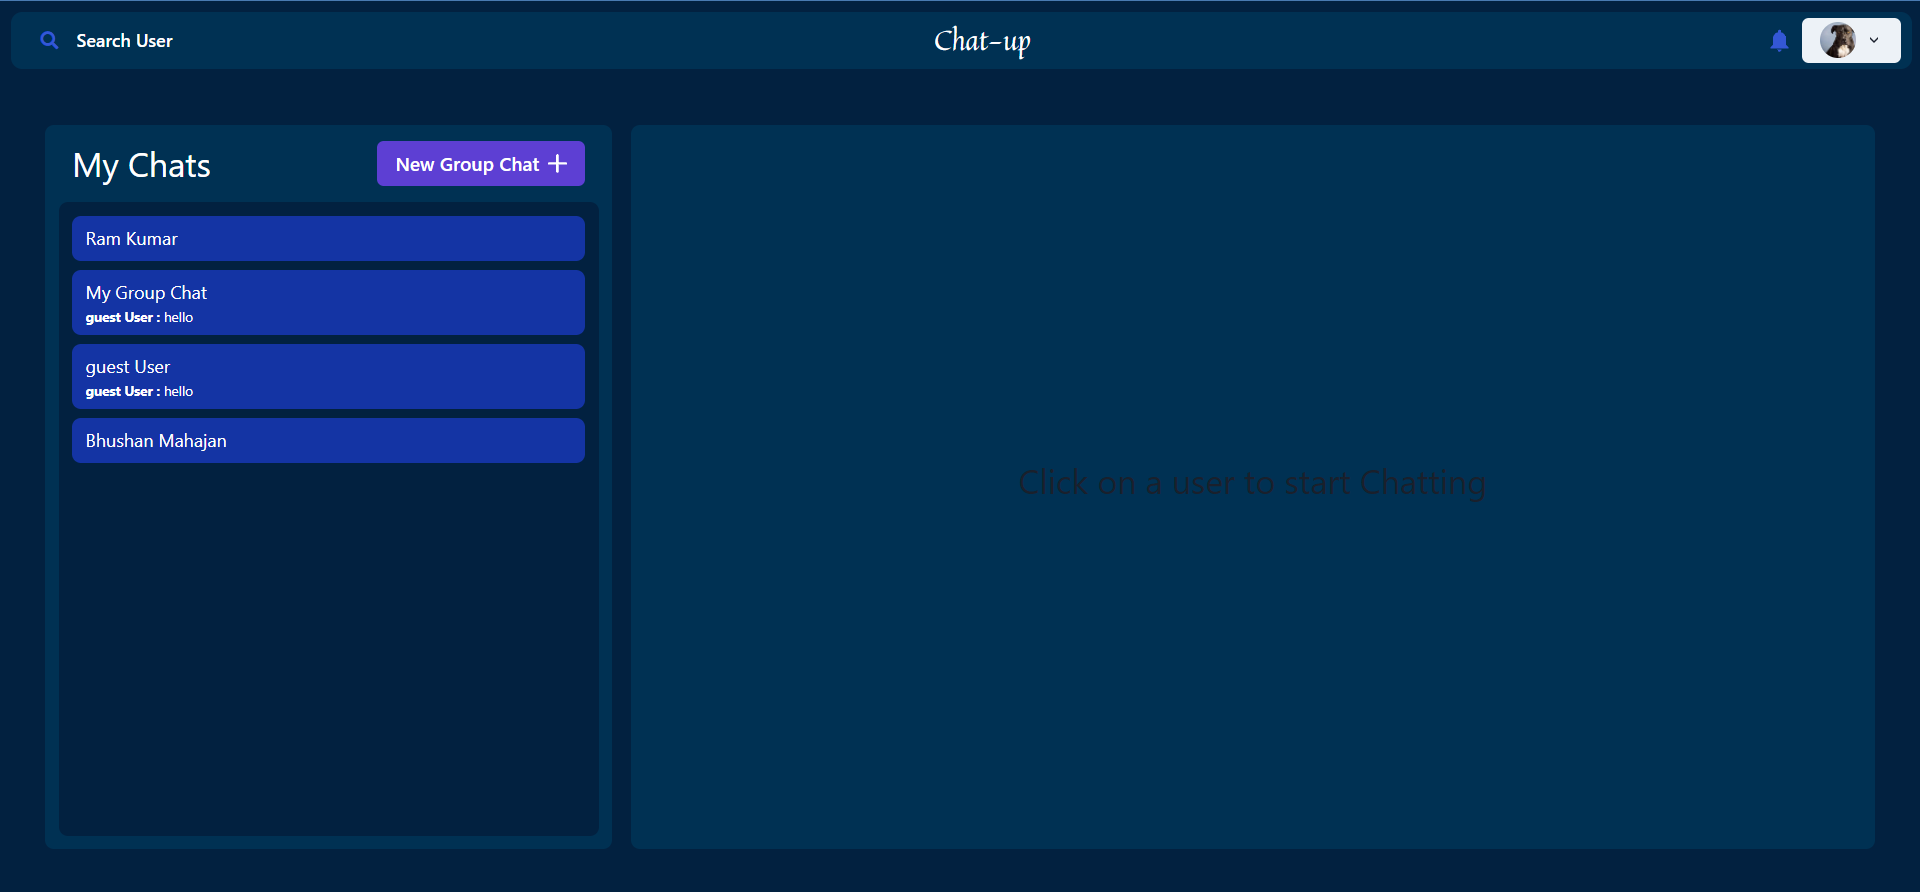 Search User
Chat-up
My Chats
New Group Chat
Ram Kumar
My Group Chat
guest User : hello
guest User
guest User : hello
Bhushan Mahajan
Click on a user to start Chatting